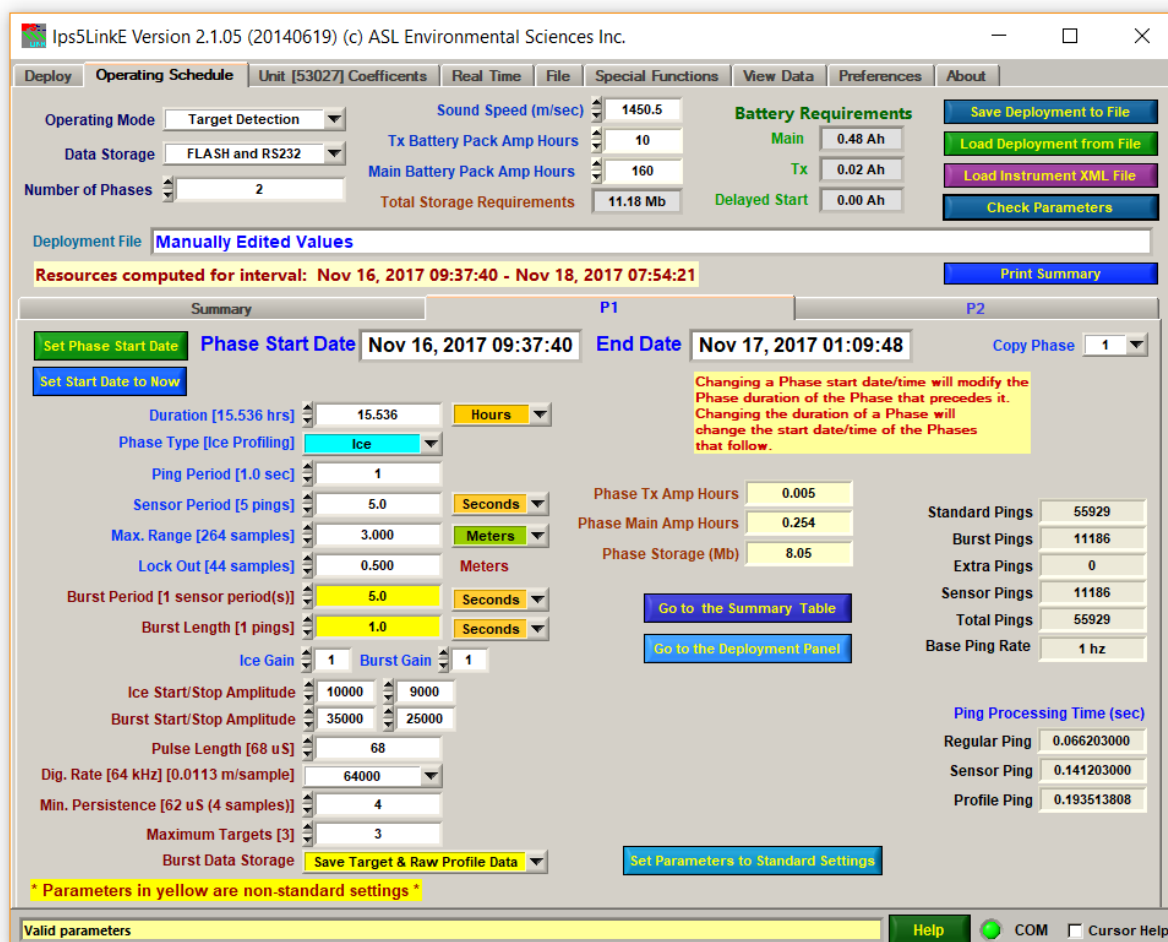 Ips5LinkE Version 2.1.05 (20140619) (c) ASL Environmental Sciences Inc.
Deploy Operating Schedule Unit [53027] Coefficents Real Time File Special Functions View Data Preferences About
Operating Mode Target Detection
Data Storage FLASH and RS232
Number of Phases 2
Sound Speed (m/sec) 1450.5
Tx Battery Pack Amp Hours 10
Main Battery Pack Amp Hours 160
Total Storage Requirements 11.18 Mb
Battery Requirements
Main 0.48 Ah
Tx 0.02 Ah
Delayed Start 0.00 Ah
Save Deployment to File
Load Deployment from File
Load Instrument XML File
Check Parameters
Deployment File Manually Edited Values
Resources computed for interval: Nov 16, 2017 09:37:40 - Nov 18, 2017 07:54:21
Print Summary
Summary P1 P2
Set Phase Start Date Phase Start Date Nov 16, 2017 09:37:40 End Date Nov 17, 2017 01:09:48 Copy Phase 1
Set Start Date to Now
Changing a Phase start date/time will modify the
Phase duration of the Phase that precedes it.
Changing the duration of a Phase will
change the start date/time of the Phases
that follow.
Duration [15.536 hrs] 15.536 Hours
Phase Type [Ice Profiling] Ice
Ping Period [1.0 sec] 1
Sensor Period [5 pings] 5.0 Seconds
Max. Range [264 samples] 3.000 Meters
Lock Out [44 samples] 0.500 Meters
Burst Period [1 sensor period(s)] 5.0 Seconds
Burst Length [1 pings] 1.0 Seconds
Ice Gain 1 Burst Gain 1
Ice Start/Stop Amplitude 10000 9000
Burst Start/Stop Amplitude 35000 25000
Pulse Length [68 uS] 68
Dig. Rate [64 kHz] [0.0113 m/sample] 64000
Min. Persistence [62 uS (4 samples)] 4
Maximum Targets [3] 3
Burst Data Storage Save Target & Raw Profile Data
* Parameters in yellow are non-standard settings *
Phase Tx Amp Hours 0.005
Phase Main Amp Hours 0.254
Phase Storage (Mb) 8.05
Go to the Summary Table
Go to the Deployment Panel
Set Parameters to Standard Settings
Standard Pings 55929
Burst Pings 11186
Extra Pings 0
Sensor Pings 11186
Total Pings 55929
Base Ping Rate 1 hz
Ping Processing Time (sec)
Regular Ping 0.066203000
Sensor Ping 0.141203000
Profile Ping 0.193513808
Valid parameters Help COM Cursor Help